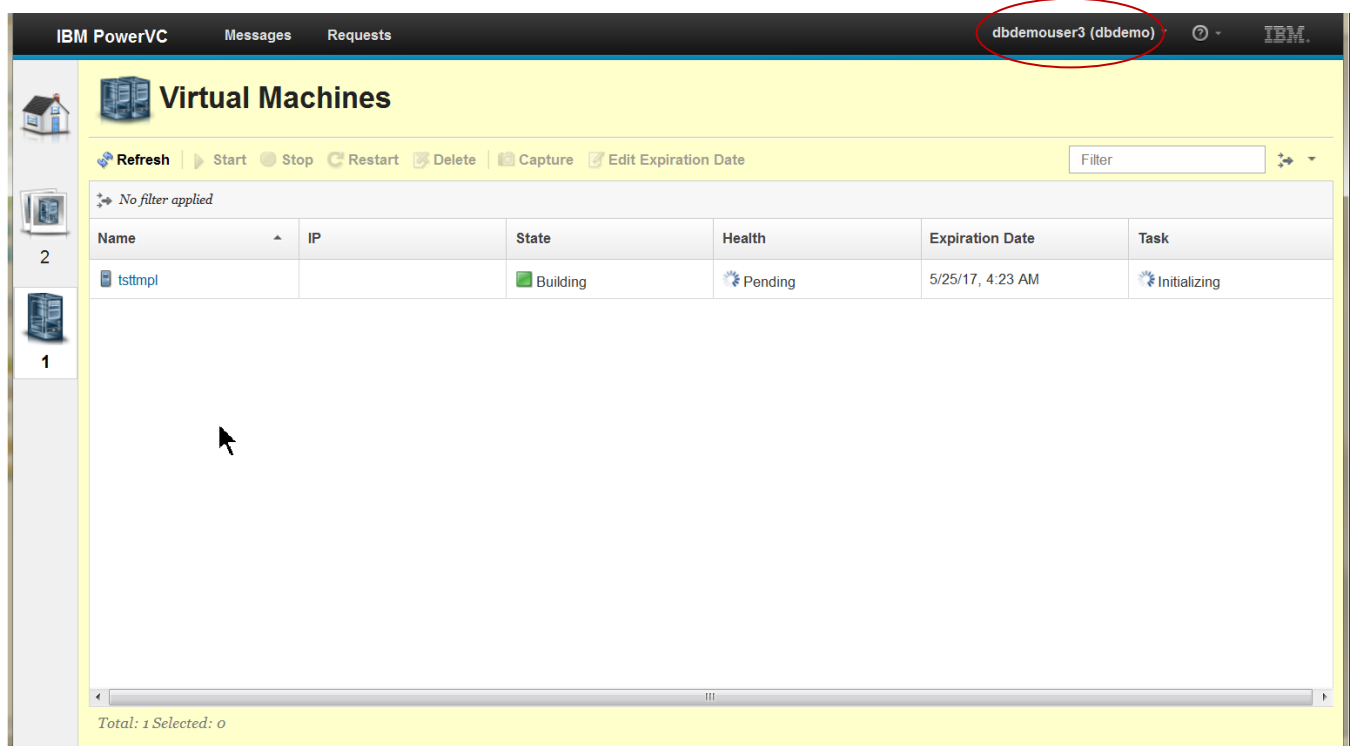 IBM PowerVC Messages Requests dbdemouser3 (dbdemo) IBM.
Virtual Machines
Refresh Start Stop Restart Delete Capture Edit Expiration Date Filter
No filter applied
Name IP State Health Expiration Date Task
2
tsttmpl Building Pending 5/25/17, 4:23 AM Initializing
1
Total: 1 Selected: 0